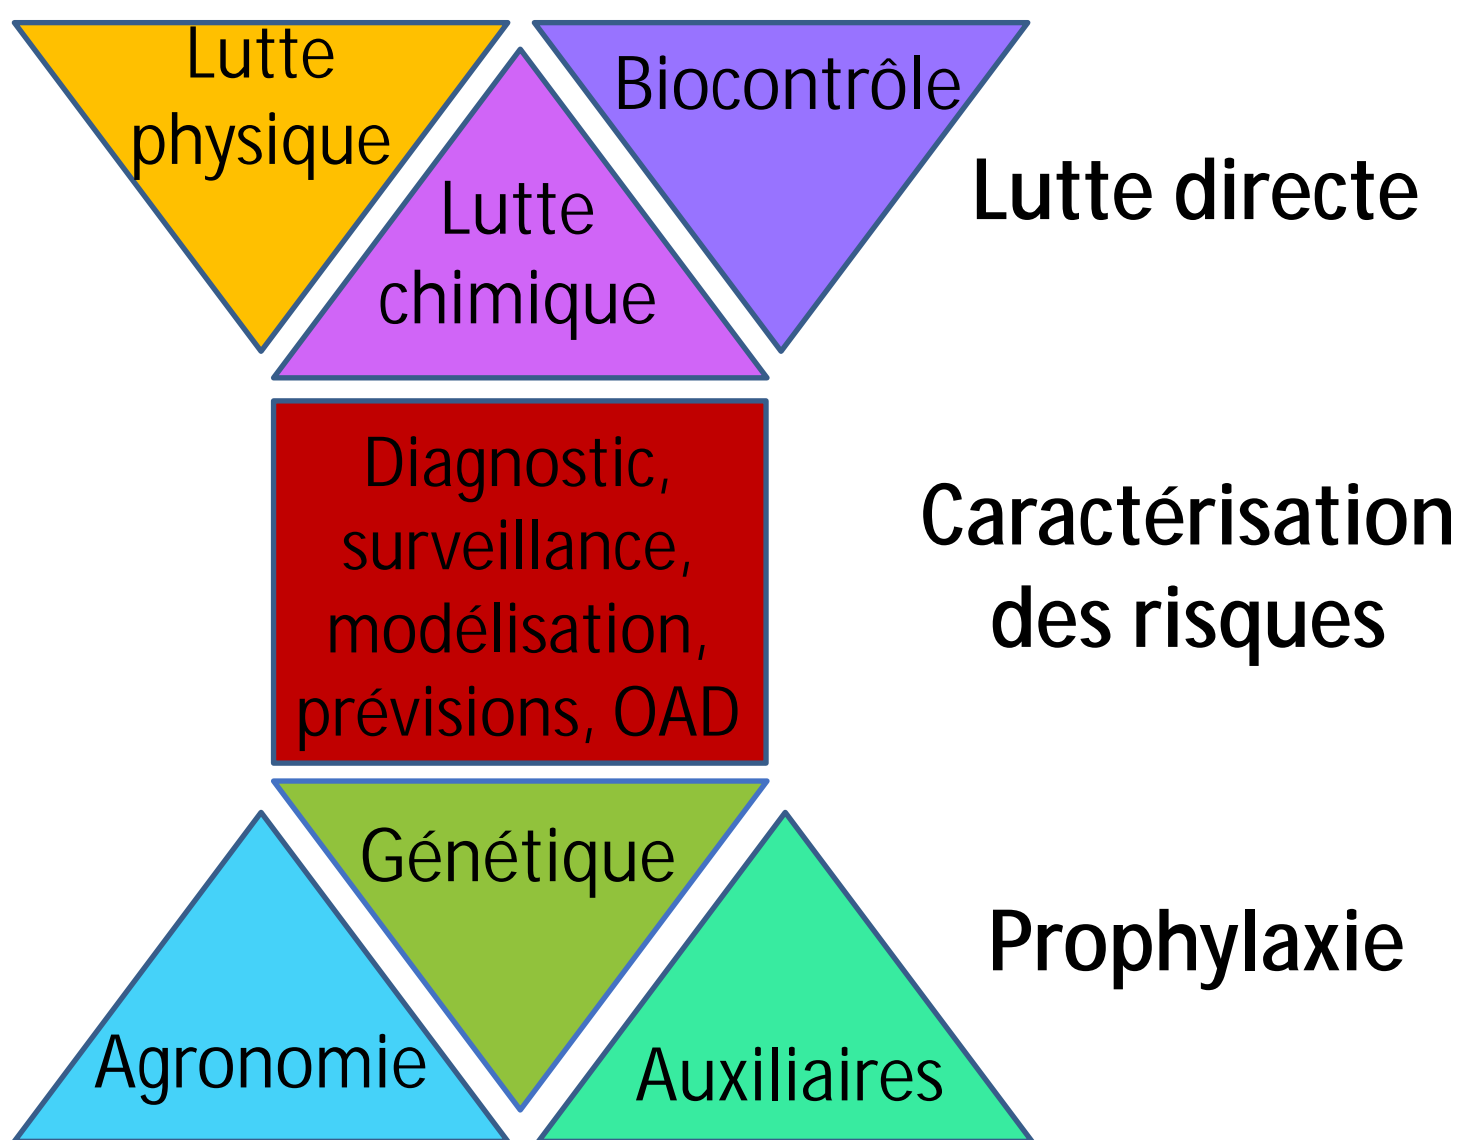 Lutte
physique
Biocontrôle
Lutte
chimique
Lutte directe
Diagnostic,
surveillance,
modélisation,
prévisions, OAD
Caractérisation
des risques
Génétique
Agronomie
Auxiliaires
Prophylaxie